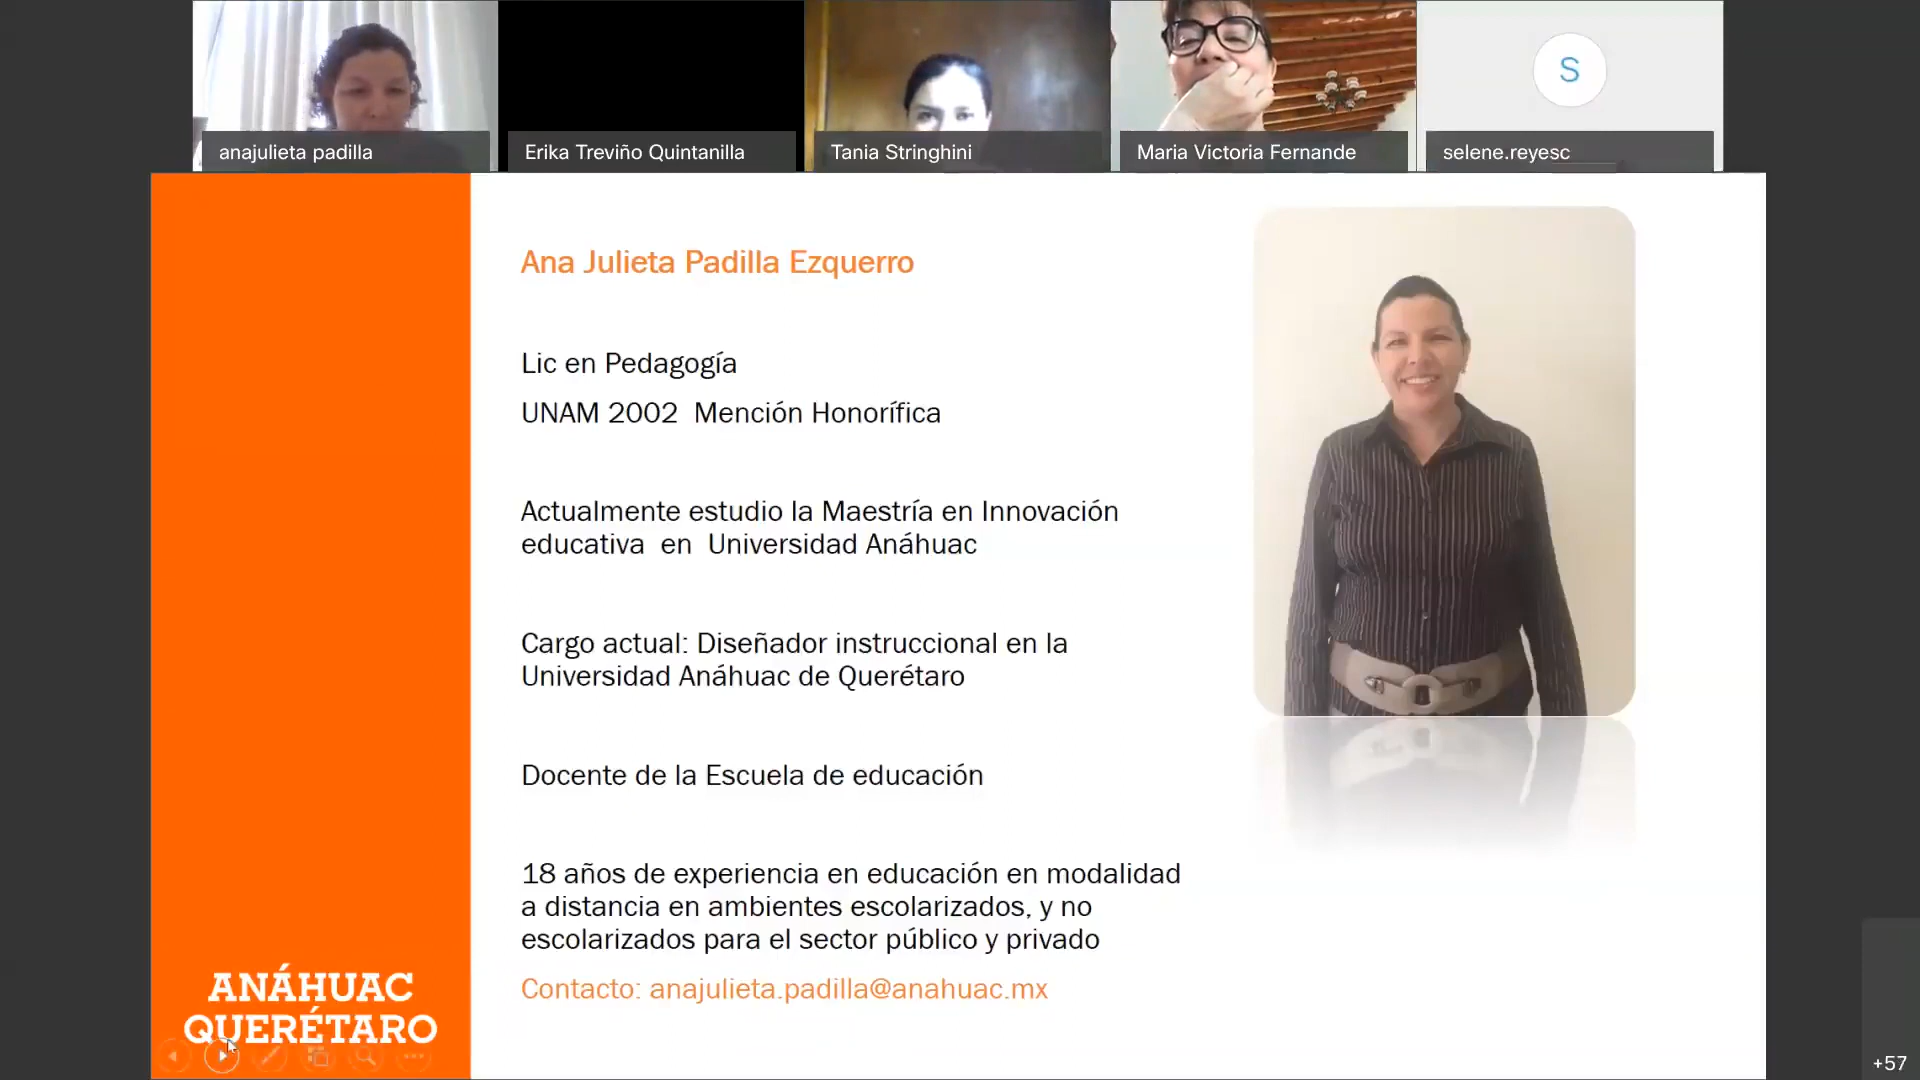 anajulieta padilla
Erika Treviño Quintanilla
Tania Stringhini
Maria Victoria Fernande
S
selene.reyesc
Ana Julieta Padilla Ezquerro
Lic en Pedagogía
UNAM 2002 Mención Honorífica
Actualmente estudio la Maestría en Innovación
educativa en Universidad Anáhuac
Cargo actual: Diseñador instruccional en la
Universidad Anáhuac de Querétaro
Docente de la Escuela de educación
18 años de experiencia en educación en modalidad
a distancia en ambientes escolarizados, y no
escolarizados para el sector público y privado
Contacto: anajulieta.padilla@anahuac.mx
ANÁHUAC
QUERÉTARO
+57